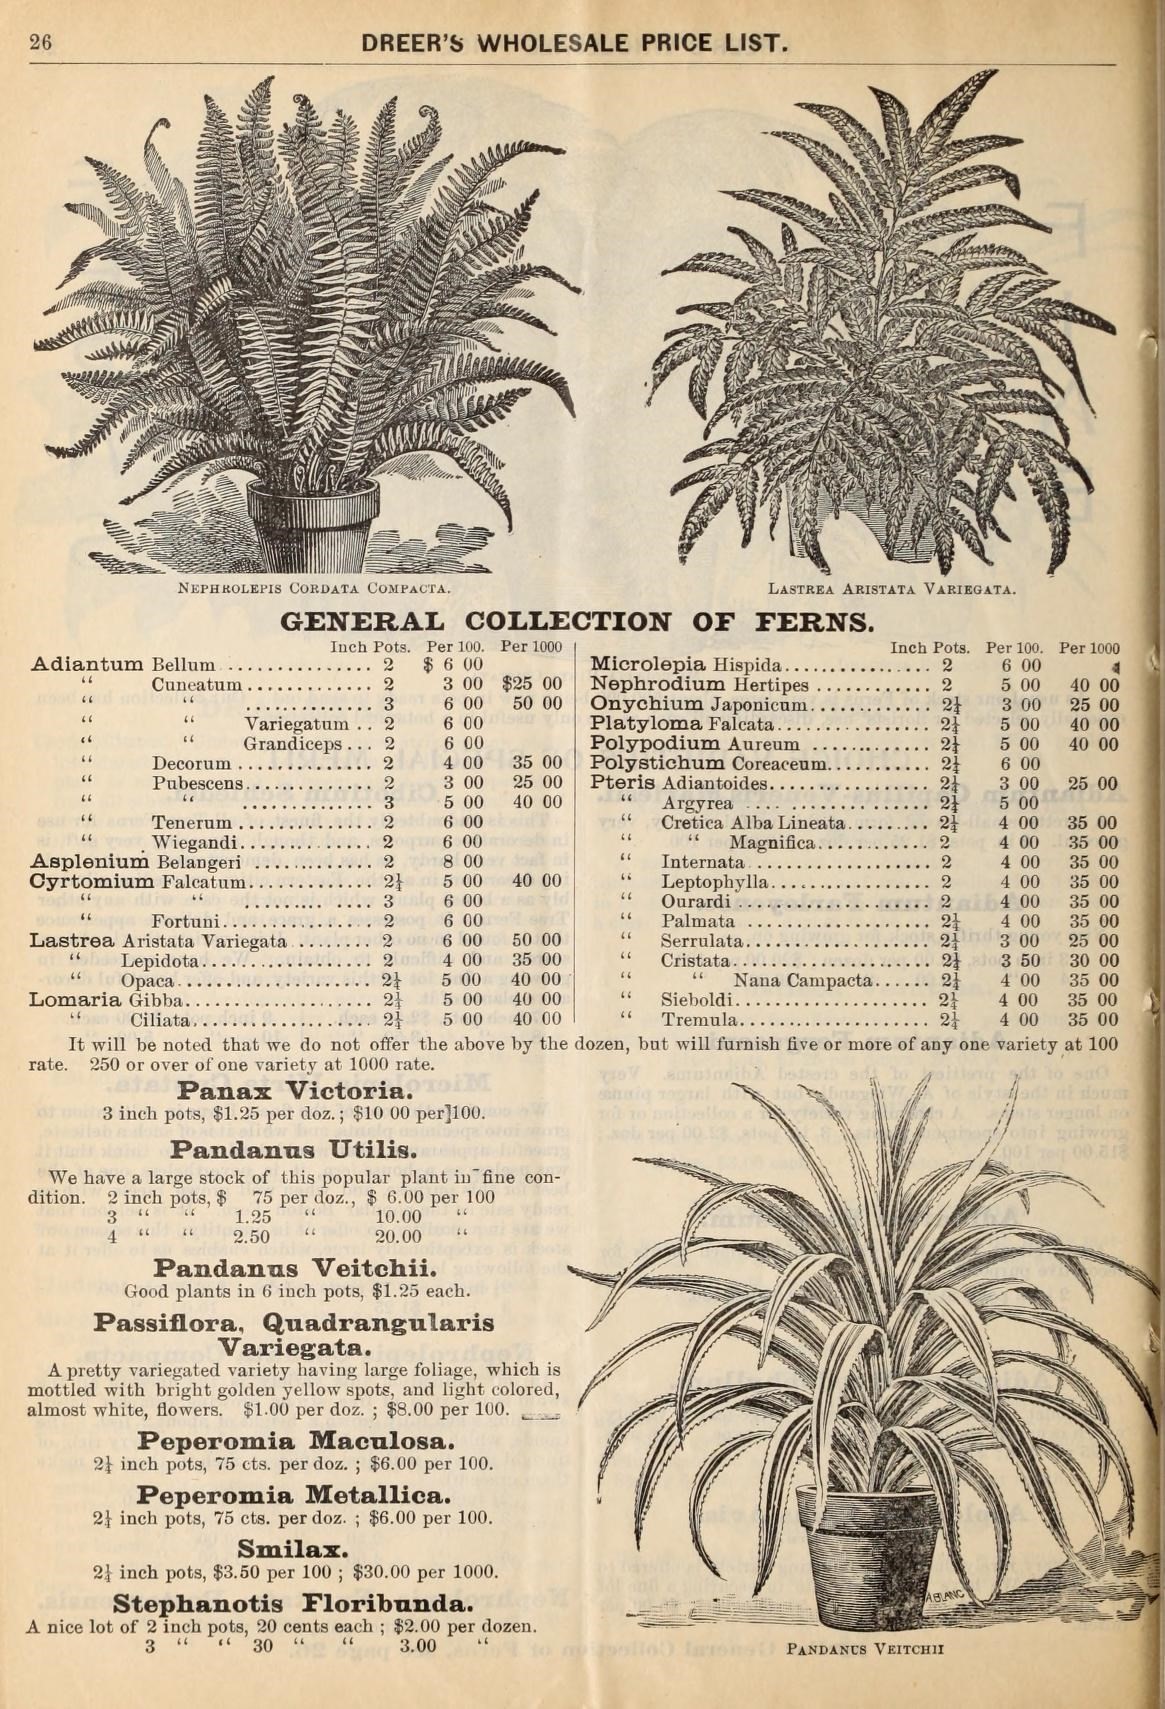 26
DREER'S WHOLESALE PRICE LIST.
NEPHROLEPIS CORDATA COMPACTA.
LASTREA ARISTATA VARIEGATA.
GENERAL COLLECTION OF FERNS.
Inch Pots. Per 100. Per 1000
Adiantum Bellum ............... 2 $ 6 00
“ Cuneatum ............... 2 3 00 $25 00
“ “ ............... 3 6 00 50 00
“ “ Variegatum .. 2 6 00
“ “ Grandiceps ... 2 6 00
“ Decorum ............... 2 4 00 35 00
“ Pubescens ............... 2 3 00 25 00
“ “ ............... 3 5 00 40 00
“ Tenerum ............... 2 6 00
“ Wiegandi ............... 2 6 00
Asplenium Belangeri ............... 2 8 00
Cyrtomium Falcatum ............... 2¼ 5 00 40 00
“ “ ............... 3 6 00
“ Fortuni ............... 2 6 00
Lastrea Aristata Variegata ........ 2 6 00 50 00
“ Lepidota ............... 2 4 00 35 00
“ Opaca ............... 2¼ 5 00 40 00
Lomaria Gibba ............... 2¼ 5 00 40 00
“ Ciliata ............... 2¼ 5 00 40 00
Inch Pots. Per 100. Per 1000
Microlepia Hispida ............... 2 6 00
Nephrodium Hertipes ............... 2 5 00 40 00
Onychium Japonicum ............... 2¼ 3 00 25 00
Platyloma Falcata ............... 2¼ 5 00 40 00
Polypodium Aureum ............... 2¼ 5 00 40 00
Polystichum Coreaceum ............... 2¼ 6 00
Pteris Adiantoides ............... 2¼ 3 00 25 00
“ Argyrea ............... 2¼ 5 00
“ Cretica Alba Lineata ........ 2¼ 4 00 35 00
“ “ Magnifica ........ 2 4 00 35 00
“ Internata ............... 2 4 00 35 00
“ Leptophylla ............... 2 4 00 35 00
“ Ourardi ............... 2 4 00 35 00
“ Palmata ............... 2¼ 4 00 35 00
“ Serrulata ............... 2¼ 3 00 25 00
“ Cristata ............... 2¼ 3 50 30 00
“ “ Nana Campacta ...... 2¼ 4 00 35 00
“ Sieboldi ............... 2¼ 4 00 35 00
“ Tremula ............... 2¼ 4 00 35 00
It will be noted that we do not offer the above by the dozen, but will furnish five or more of any one variety at 100
rate. 250 or over of one variety at 1000 rate.
Panax Victoria.
3 inch pots, $1.25 per doz.; $10 00 per]100.
Pandanus Utilis.
We have a large stock of this popular plant in fine con-
dition. 2 inch pots, $ 75 per doz., $ 6.00 per 100
3 “ “ 1.25 “ 10.00 “
4 “ “ 2.50 “ 20.00 “
Pandanus Veitchii.
Good plants in 6 inch pots, $1.25 each.
Passiflora, Quadrangularis
Variegata.
A pretty variegated variety having large foliage, which is
mottled with bright golden yellow spots, and light colored,
almost white, flowers. $1.00 per doz. ; $8.00 per 100.
Peperomia Maculosa.
2¼ inch pots, 75 cts. per doz. ; $6.00 per 100.
Peperomia Metallica.
2¼ inch pots, 75 cts. per doz. ; $6.00 per 100.
Smilax.
2¼ inch pots, $3.50 per 100 ; $30.00 per 1000.
Stephanotis Floribunda.
A nice lot of 2 inch pots, 20 cents each ; $2.00 per dozen.
3 “ “ 30 “ “ 3.00 “
A BLANC
PANDANUS VEITCHII